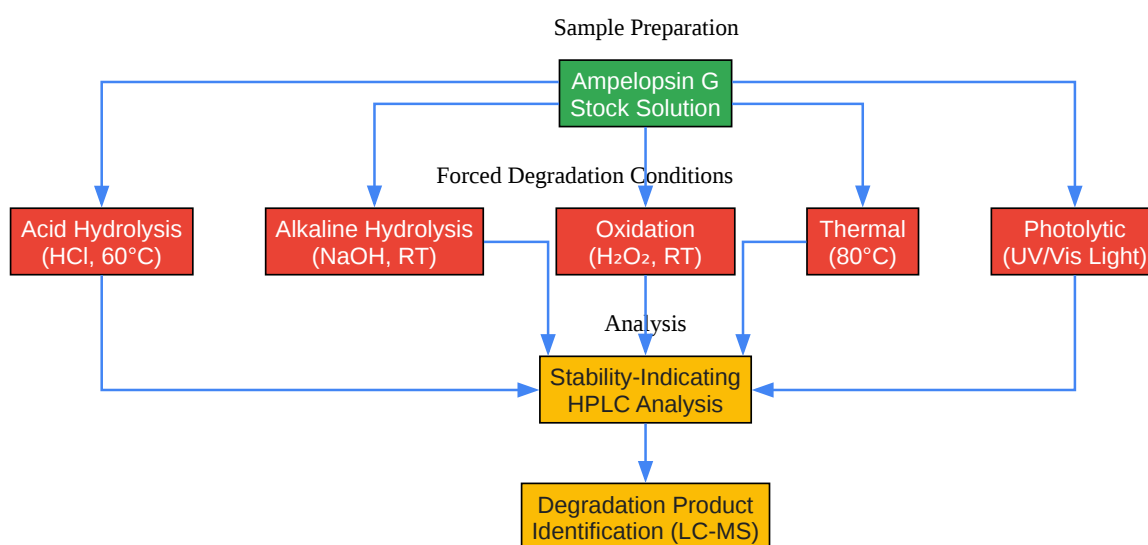 Sample Preparation
Ampelopsin G
Stock Solution
Forced Degradation Conditions
Acid Hydrolysis
(HCl, 60°C)
Alkaline Hydrolysis
(NaOH, RT)
Oxidation
(H₂O₂, RT)
Thermal
(80°C)
Photolytic
(UV/Vis Light)
Analysis
Stability-Indicating
HPLC Analysis
Degradation Product
Identification (LC-MS)